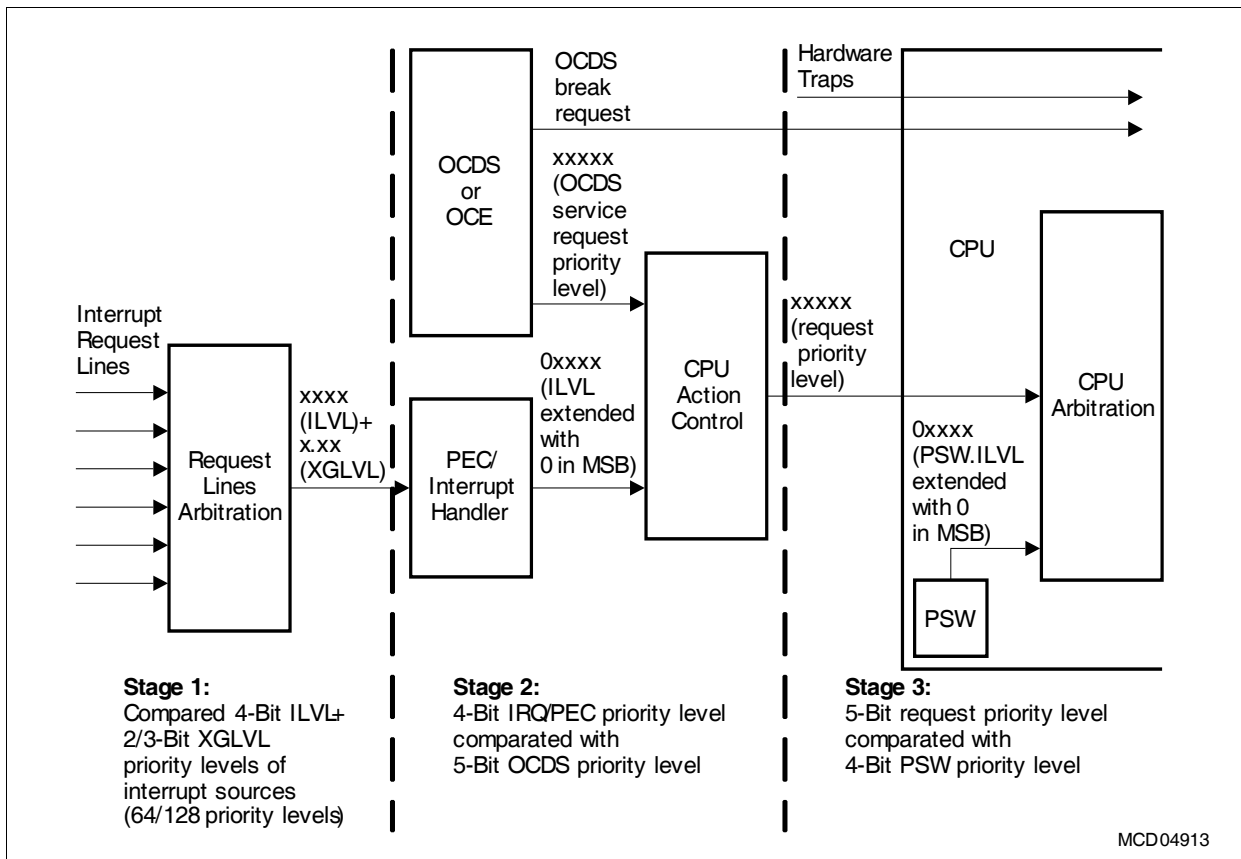 Interrupt
Request
Lines
Request
Lines
Arbitration
xxxx
(ILVL)+
x.xx
(XGLVL)
OCDS
or
OCE
OCDS
break
request
xxxxx
(OCDS
service
request
priority
level)
PEC/
Interrupt
Handler
0xxxx
(ILVL
extended
with
0 in MSB)
CPU
Action
Control
Hardware
Traps
xxxxx
(request
priority
level)
CPU
CPU
Arbitration
0xxxx
(PSW.ILVL
extended
with 0
in MSB)
PSW
Stage 1:
Compared 4-Bit ILVL+
2/3-Bit XGLVL
priority levels of
interrupt sources
(64/128 priority levels)
Stage 2:
4-Bit IRQ/PEC priority level
comparated with
5-Bit OCDS priority level
Stage 3:
5-Bit request priority level
comparated with
4-Bit PSW priority level
MCD04913